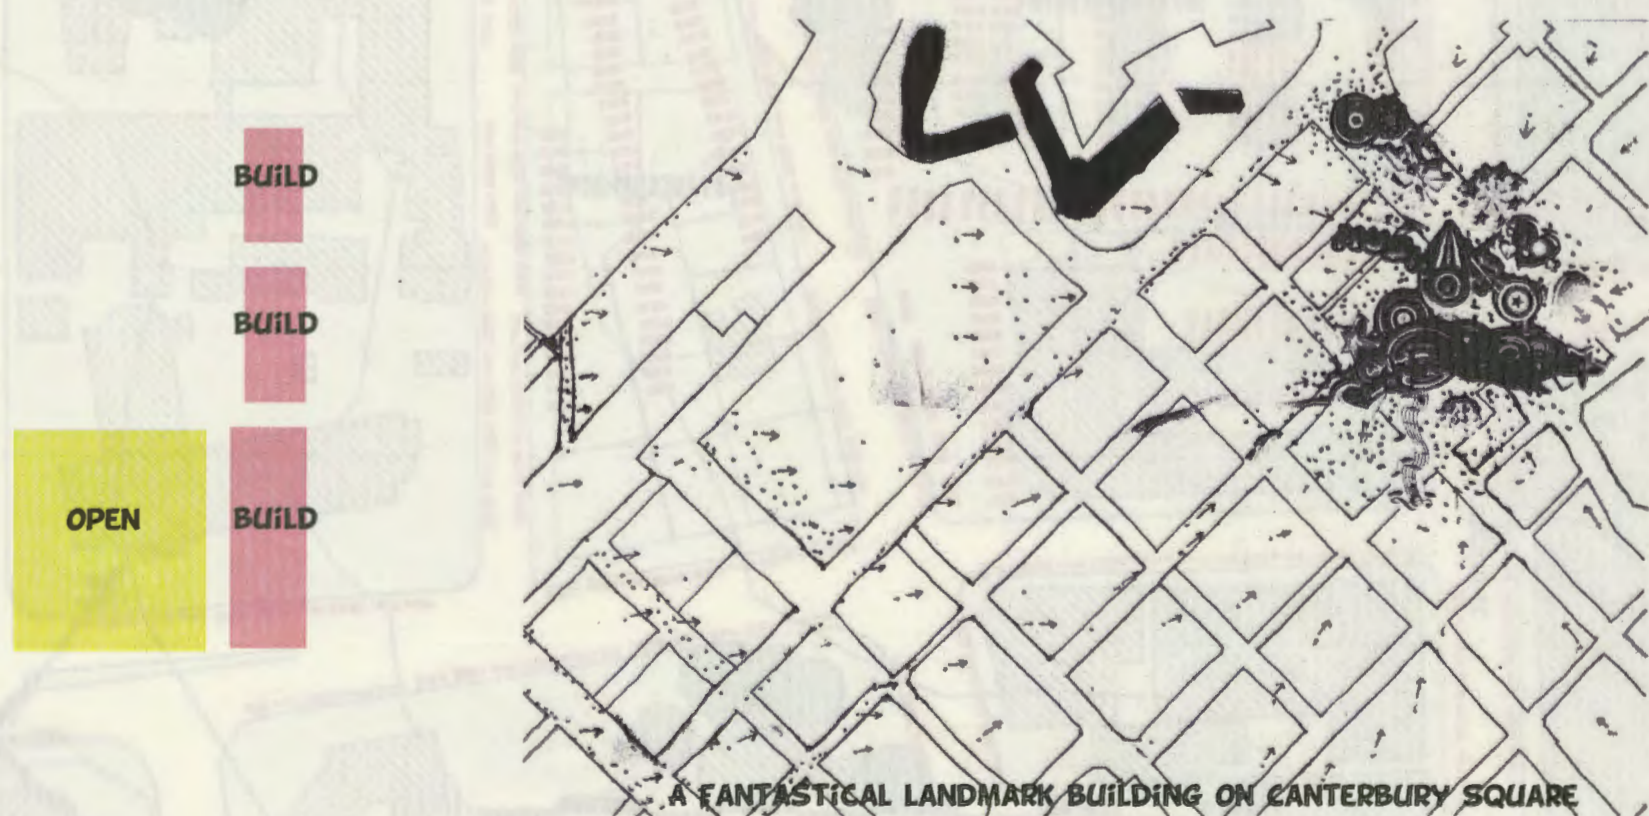 BUiLD
BUiLD
OPEN
BUiLD
A FANTASTiCAL LANDMARK BUiLDiNG ON CANTERBURY SQUARE